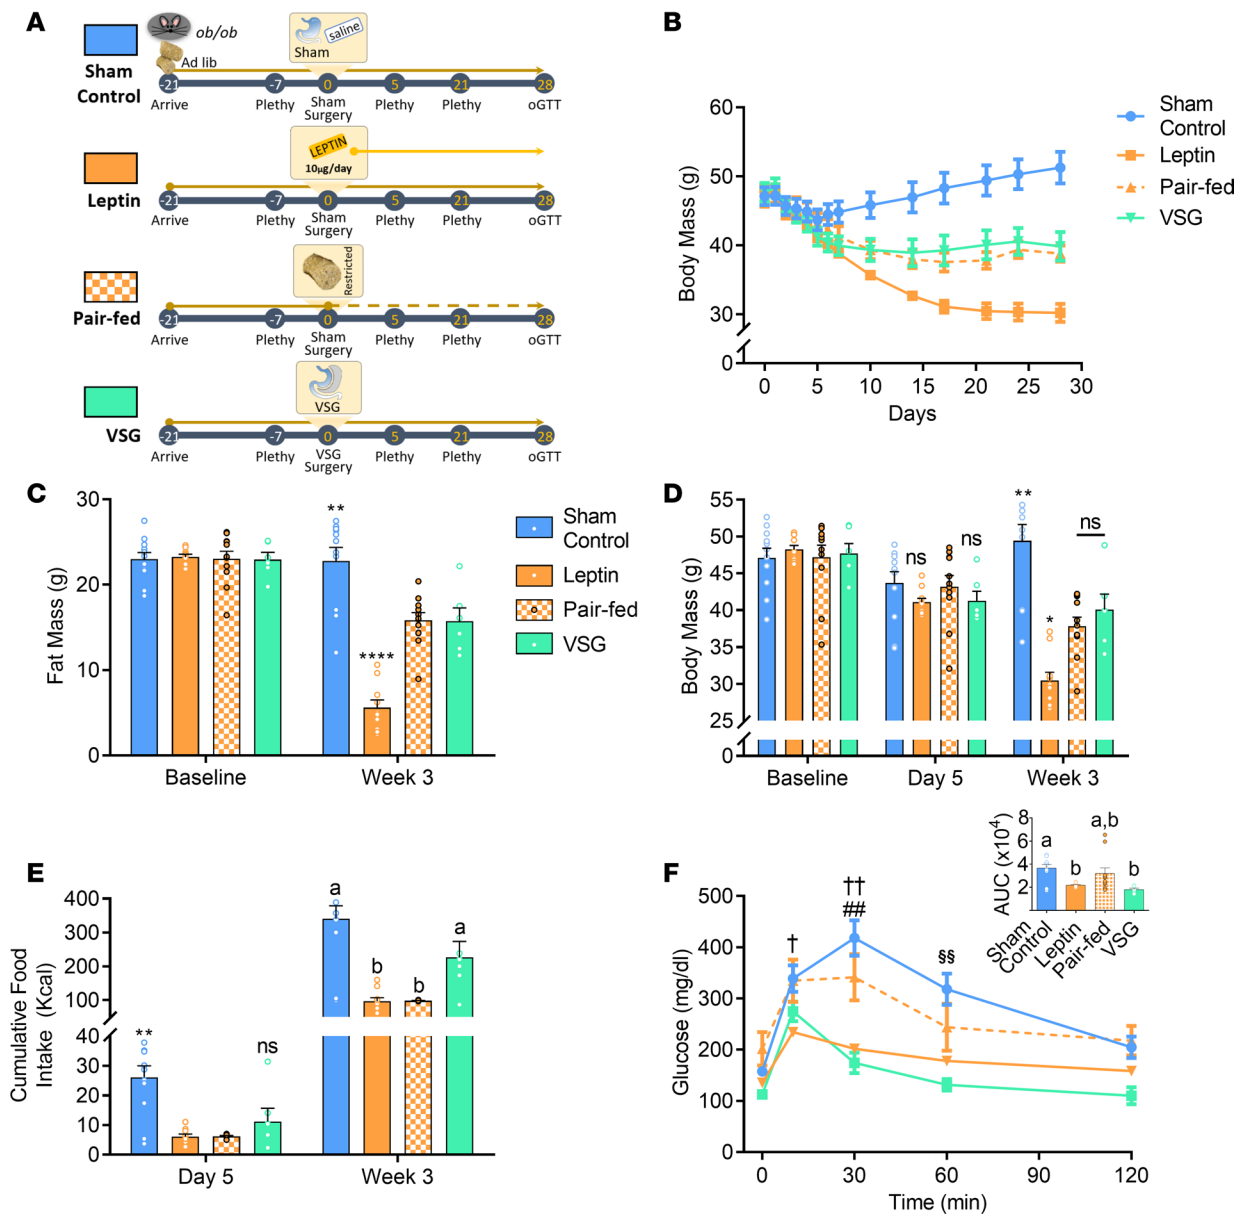 A
ob/ob
Ad lib
Sham
Control
Sham
saline
-21
-7
0
5
21
28
Arrive
Plethy
Sham
Surgery
Plethy
Plethy
oGTT
Leptin
LEPTIN
10µg/day
-21
-7
0
5
21
28
Arrive
Plethy
Sham
Surgery
Plethy
Plethy
oGTT
Pair-fed
Restricted
-21
-7
0
5
21
28
Arrive
Plethy
Sham
Surgery
Plethy
Plethy
oGTT
VSG
VSG
-21
-7
0
5
21
28
Arrive
Plethy
VSG
Surgery
Plethy
Plethy
oGTT
B
Body Mass (g)
60
50
40
30
0
0
5
10
15
20
25
30
Days
Sham
Control
Leptin
Pair-fed
VSG
C
Fat Mass (g)
30
20
10
0
**
****
Baseline
Week 3
Sham
Control
Leptin
Pair-fed
VSG
D
Body Mass (g)
50
45
40
35
30
25
0
ns
ns
**
*
ns
Baseline
Day 5
Week 3
E
Cumulative Food
Intake (Kcal)
400
300
200
100
40
30
20
10
0
**
ns
a
b
b
a
Day 5
Week 3
F
Glucose (mg/dl)
500
400
300
200
100
0
†
††
##
§§
0
30
60
90
120
Time (min)
AUC (x10⁴)
8
6
4
2
a
b
a,b
b
Sham
Control
Leptin
Pair-fed
VSG